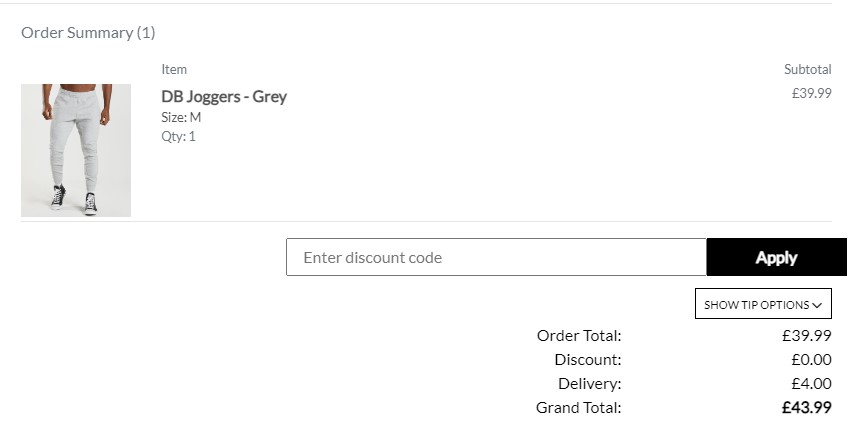 Order Summary (1)
Item Subtotal
DB Joggers - Grey £39.99
Size: M
Qty: 1
Enter discount code Apply
SHOW TIP OPTIONS
Order Total: £39.99
Discount: £0.00
Delivery: £4.00
Grand Total: £43.99